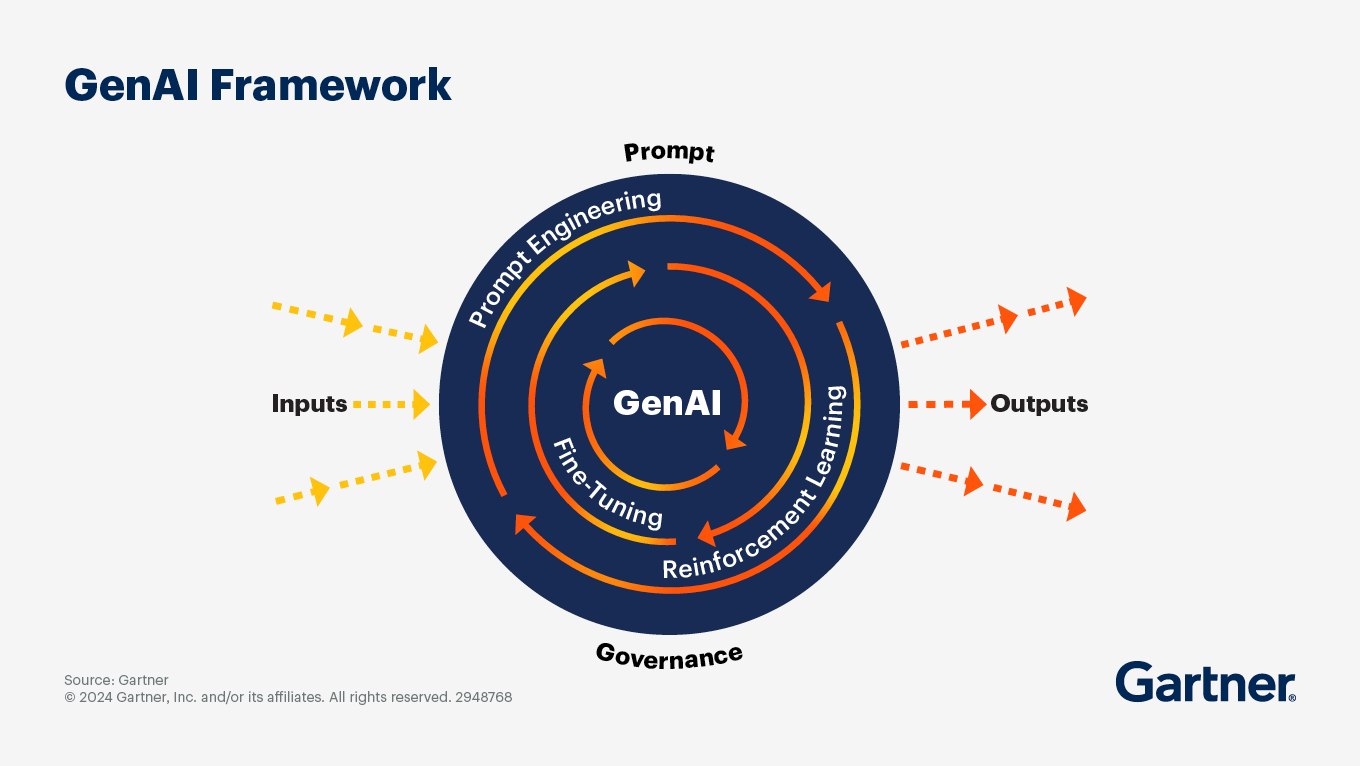 GenAI Framework
Prompt
Prompt Engineering
Inputs
GenAI
Outputs
Fine-Tuning
Reinforcement Learning
Governance
Source: Gartner
© 2024 Gartner, Inc. and/or its affiliates. All rights reserved. 2948768
Gartner®